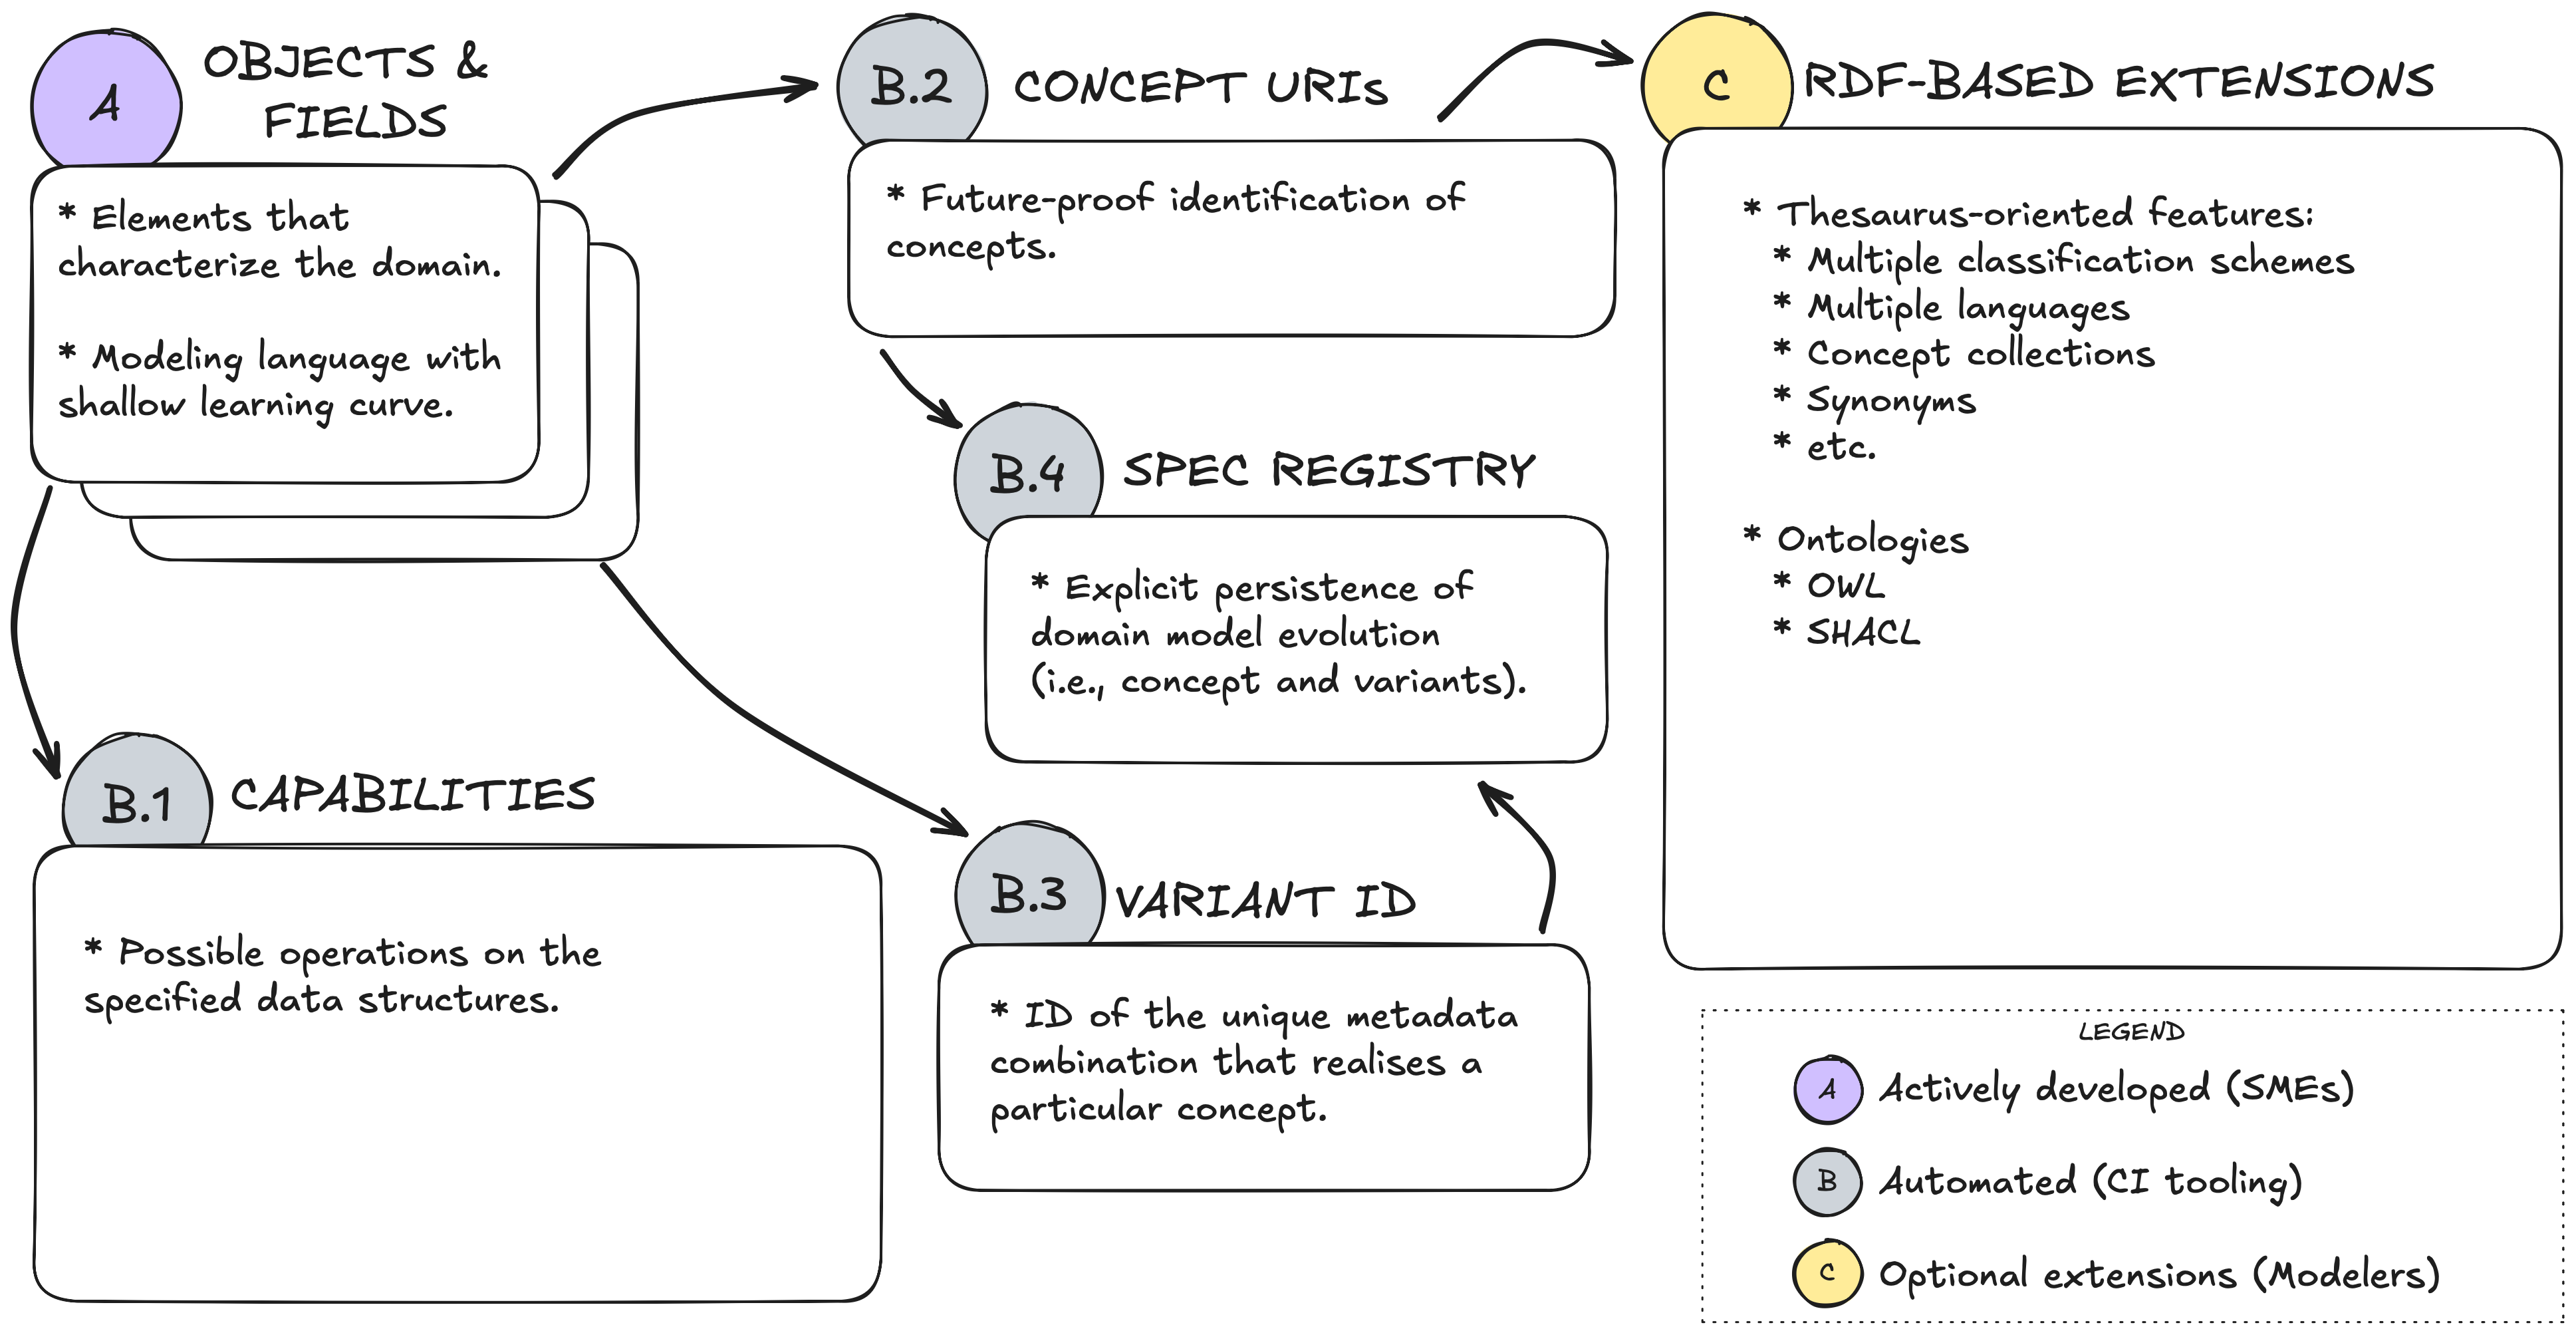 A
OBJECTS &
FIELDS
* Elements that
characterize the domain.
* Modeling language with
shallow learning curve.
B.2
CONCEPT URIs
* Future-proof identification of
concepts.
C
RDF-BASED EXTENSIONS
* Thesaurus-oriented features:
* Multiple classification schemes
* Multiple languages
* Concept collections
* Synonyms
* etc.
* Ontologies
* OWL
* SHACL
B.4
SPEC REGISTRY
* Explicit persistence of
domain model evolution
(i.e., concept and variants).
B.1
CAPABILITIES
* Possible operations on the
specified data structures.
B.3
VARIANT ID
* ID of the unique metadata
combination that realises a
particular concept.
LEGEND
A Actively developed (SMEs)
B Automated (CI tooling)
C Optional extensions (Modelers)